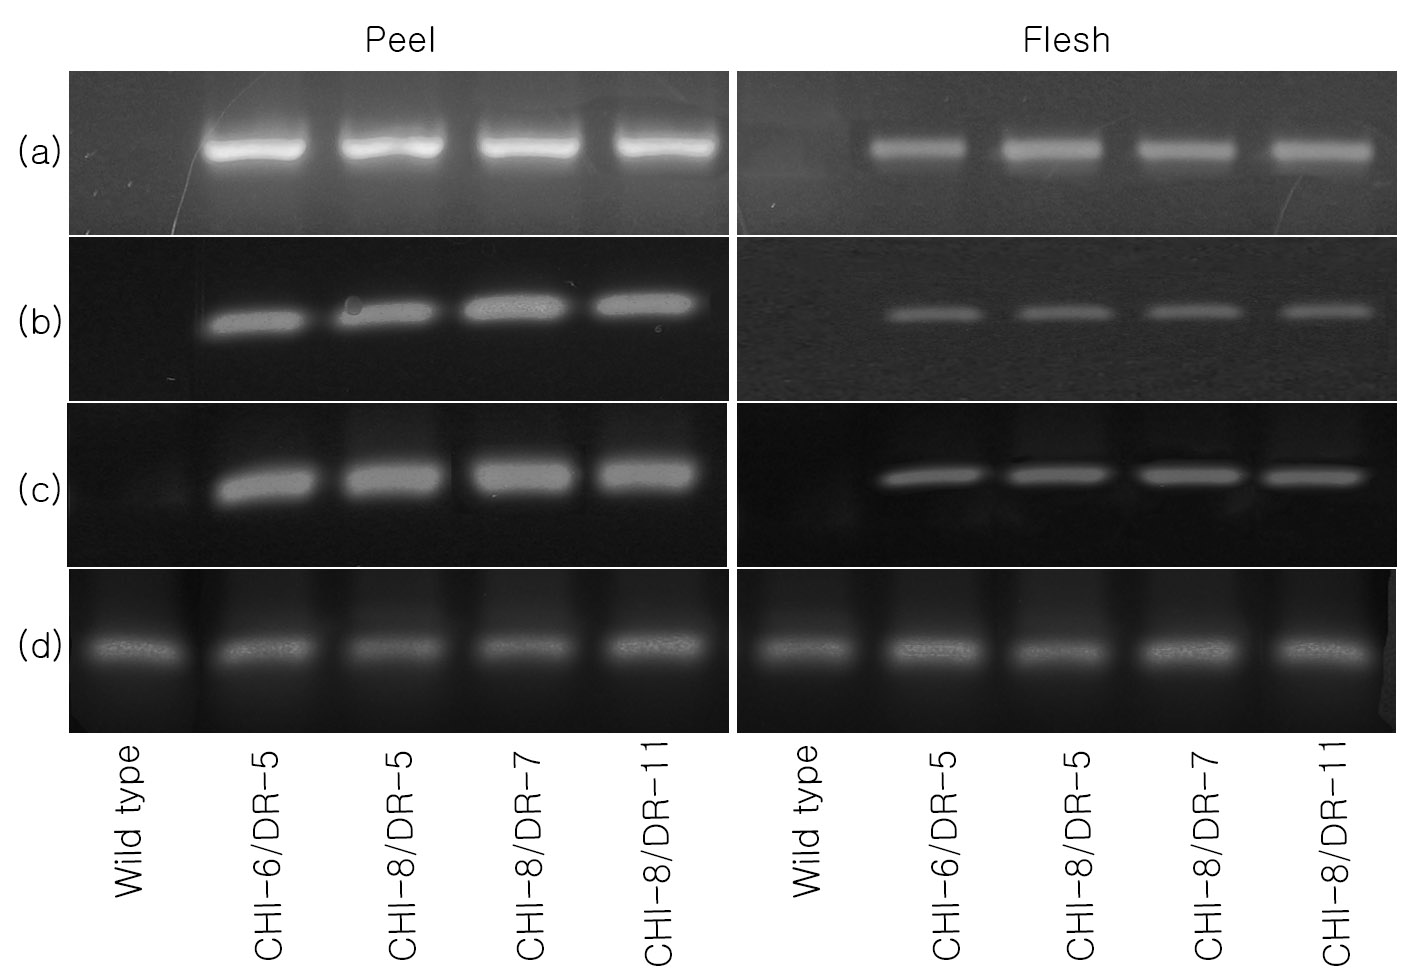 Peel
Flesh
(a)
(b)
(c)
(d)
Wild type
CHI-6/DR-5
CHI-8/DR-5
CHI-8/DR-7
CHI-8/DR-11
Wild type
CHI-6/DR-5
CHI-8/DR-5
CHI-8/DR-7
CHI-8/DR-11